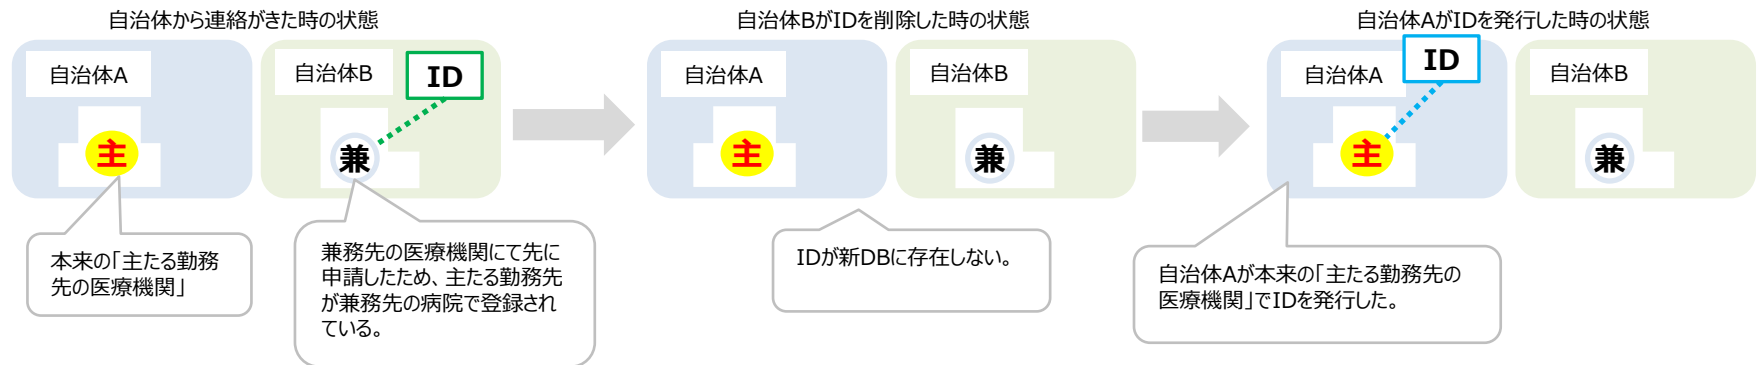 自治体から連絡がきた時の状態
自治体A
主
自治体B
ID
兼
本来の「主たる勤務
先の医療機関」
兼務先の医療機関にて先に
申請したため、主たる勤務先
が兼務先の病院で登録され
ている。
自治体BがIDを削除した時の状態
自治体A
主
自治体B
兼
IDが新DBに存在しない。
自治体AがIDを発行した時の状態
自治体A
ID
主
自治体B
兼
自治体Aが本来の「主たる勤務先の
医療機関」でIDを発行した。